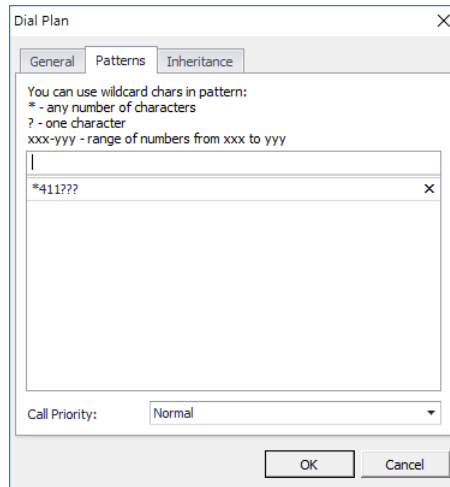 Dial Plan
General Patterns Inheritance
You can use wildcard chars in pattern:
* - any number of characters
? - one character
xxx-yyy - range of numbers from xxx to yyy
*411???
Call Priority: Normal
OK Cancel